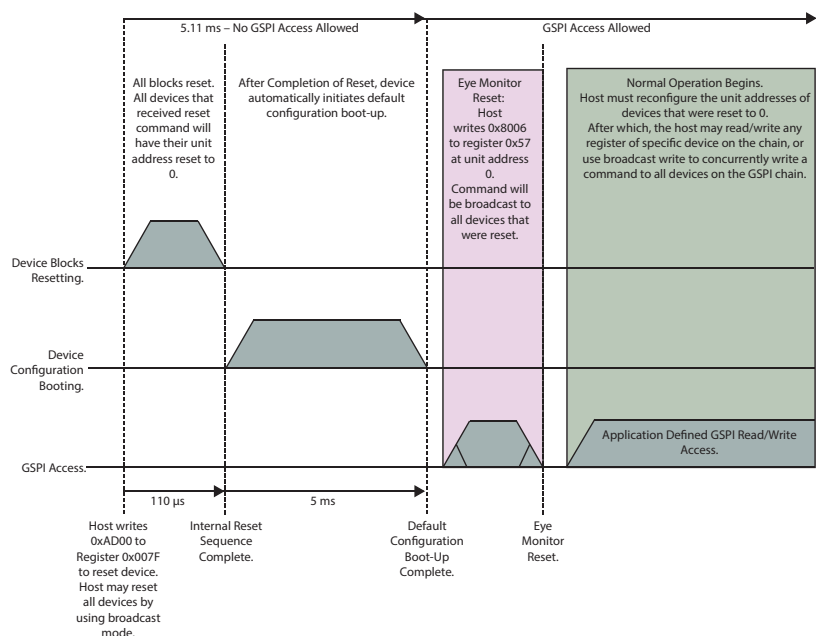 5.11 ms – No GSPI Access Allowed
GSPI Access Allowed
All blocks reset.
All devices that
received reset
command will
have their unit
address reset to
0.
After Completion of Reset, device
automatically initiates default
configuration boot-up.
Eye Monitor
Reset:
Host
writes 0x8006
to register 0x57
at unit address
0.
Command will
be broadcast to
all devices that
were reset.
Normal Operation Begins.
Host must reconfigure the unit addresses of
devices that were reset to 0.
After which, the host may read/write any
register of specific device on the chain, or
use broadcast write to concurrently write a
command to all devices on the GSPI chain.
Device Blocks
Resetting.
Device
Configuration
Booting.
Application Defined GSPI Read/Write
Access.
GSPI Access.
110 µs
5 ms
Host writes
0xAD00 to
Register 0x007F
to reset device.
Host may reset
all devices by
using broadcast
mode.
Internal Reset
Sequence
Complete.
Default
Configuration
Boot-Up
Complete.
Eye
Monitor
Reset.